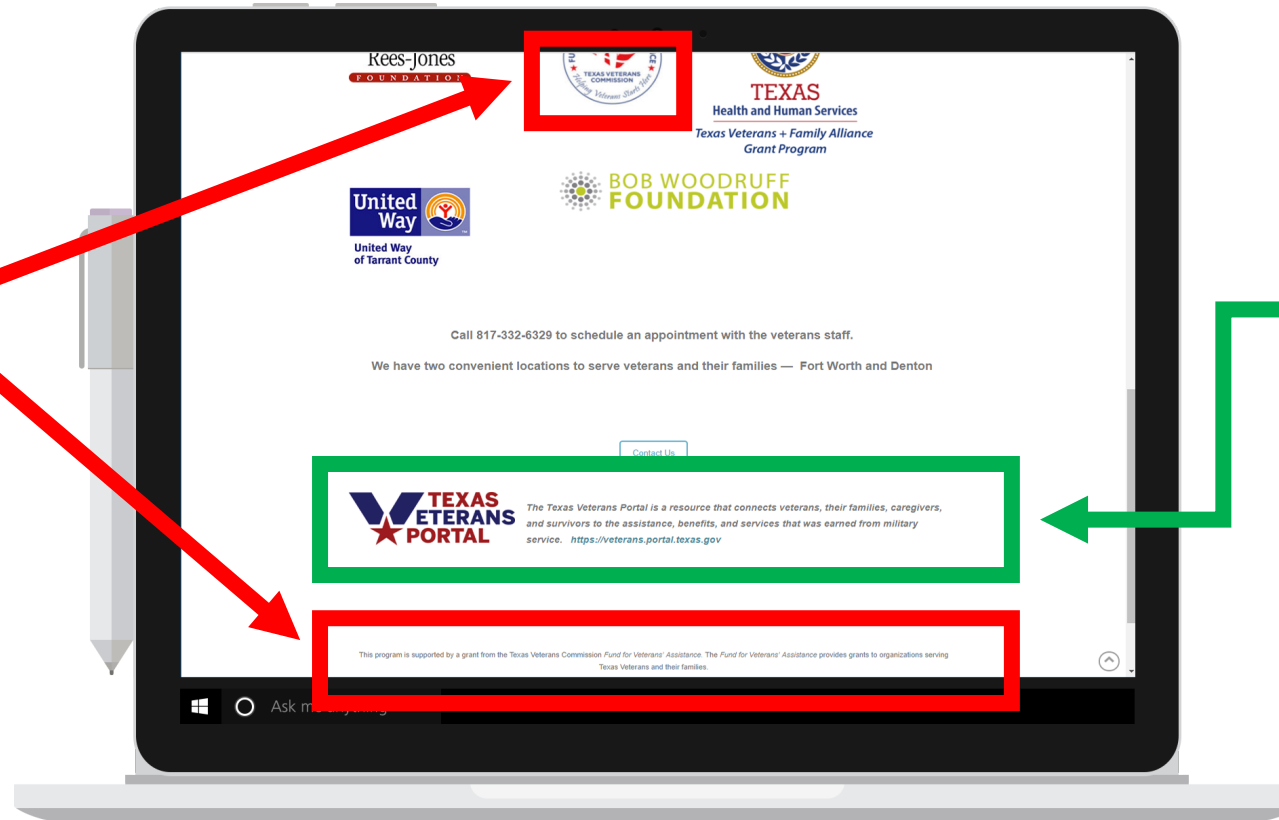 Rees-Jones
FOUNDATION
TEXAS VETERANS
COMMISSION
Helping Veterans Starts Here
TEXAS
Health and Human Services
Texas Veterans + Family Alliance
Grant Program
United
Way
United Way
of Tarrant County
BOB WOODRUFF
FOUNDATION
Call 817-332-6329 to schedule an appointment with the veterans staff.
We have two convenient locations to serve veterans and their families — Fort Worth and Denton
Contact Us
TEXAS
VETERANS
PORTAL
The Texas Veterans Portal is a resource that connects veterans, their families, caregivers,
and survivors to the assistance, benefits, and services that was earned from military
service. https://veterans.portal.texas.gov
This program is supported by a grant from the Texas Veterans Commission Fund for Veterans' Assistance. The Fund for Veterans' Assistance provides grants to organizations serving
Texas Veterans and their families.
Ask me anything